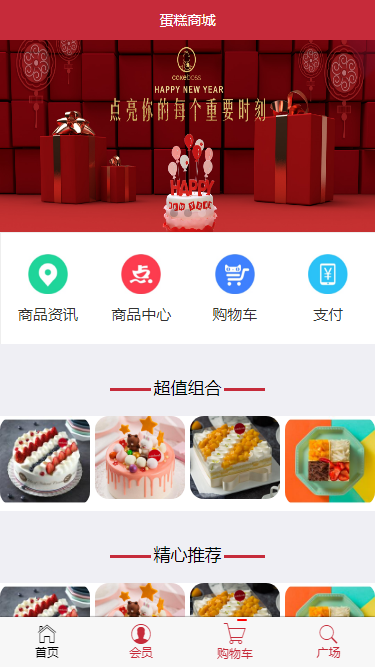 蛋糕商城
cakeboss
HAPPY NEW YEAR
点亮你的每个重要时刻
HAPPY
商品资讯
商品中心
购物车
支付
超值组合
精心推荐
首页
会员
购物车
广场